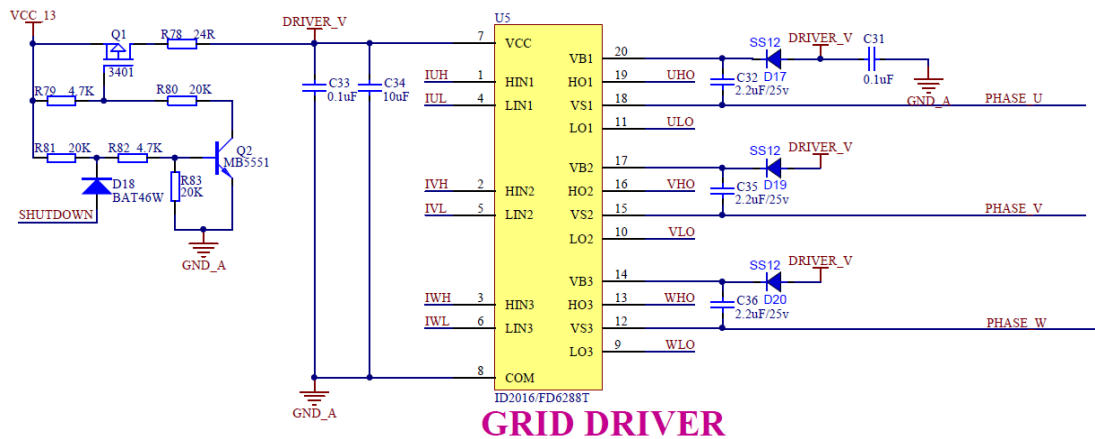 VCC_13
Q1
R78 24R
3401
R79 4.7K
R80 20K
R81 20K
R82 4.7K
Q2
MB5551
D18
BAT46W
R83
20K
SHUTDOWN
GND_A
DRIVER_V
C33
0.1uF
C34
10uF
GND_A
U5
7 VCC
IUH 1 HIN1
IUL 4 LIN1
IVH 2 HIN2
IVL 5 LIN2
IWH 3 HIN3
IWL 6 LIN3
8 COM
VB1 20
HO1 19 UHO
VS1 18
LO1 11 ULO
VB2 17
HO2 16 VHO
VS2 15
LO2 10 VLO
VB3 14
HO3 13 WHO
VS3 12
LO3 9 WLO
ID2016/FD6288T
SS12
D17
DRIVER_V
C31
0.1uF
GND_A
C32
2.2uF/25v
PHASE_U
SS12
D19
DRIVER_V
C35
2.2uF/25v
PHASE_V
SS12
D20
DRIVER_V
C36
2.2uF/25v
PHASE_W
GRID DRIVER